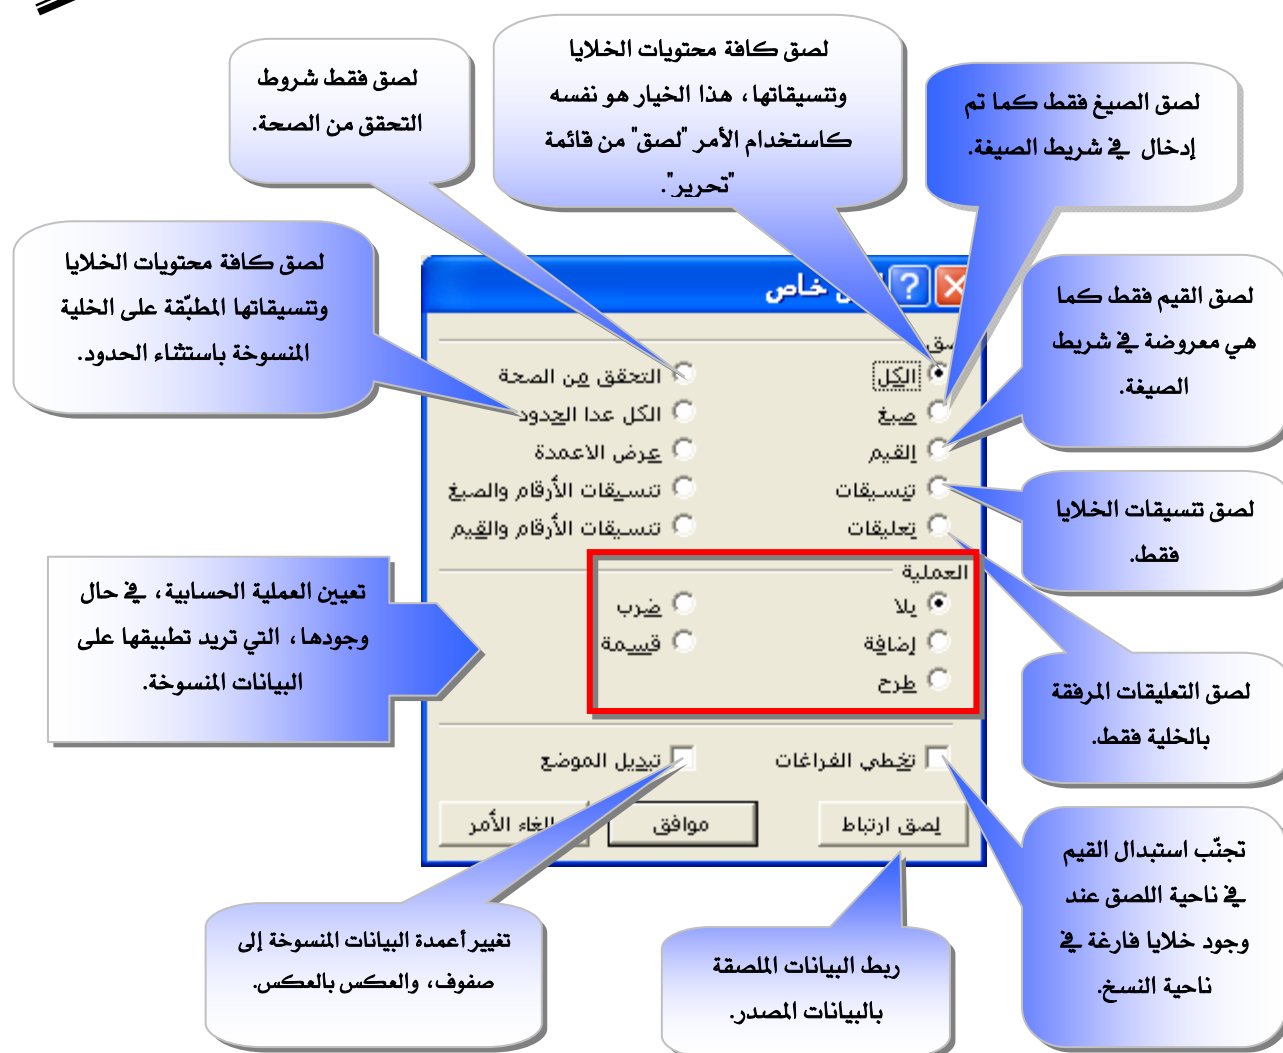 لصق كافة محتويات الخلايا
وتنسيقاتها، هذا الخيار هو نفسه
كاستخدام الأمر "لصق" من قائمة
"تحرير".
لصق فقط شروط
التحقق من الصحة.
لصق الصيغ فقط كما تم
إدخال في شريط الصيغة.
لصق كافة محتويات الخلايا
وتنسيقاتها المطبّقة على الخلية
المنسوخة باستثناء الحدود.
لصق القيم فقط كما
هي معروضة في شريط
الصيغة.
خاص
الكل
التحقق من الصحة
صيغ
الكل عدا الحدود
القيم
عرض الاعمدة
تنسيقات
تنسيقات الأرقام والصيغ
تعليقات
تنسيقات الأرقام والقيم
لصق تنسيقات الخلايا
فقط.
العملية
بلا
ضرب
إضافة
قسمة
طرح
تعيين العملية الحسابية، في حال
وجودها، التي تريد تطبيقها على
البيانات المنسوخة.
لصق التعليقات المرفقة
بالخلية فقط.
تخطي الفراغات
تبديل الموضع
لصق ارتباط
موافق
إلغاء الأمر
تجنّب استبدال القيم
في ناحية اللصق عند
وجود خلايا فارغة في
ناحية النسخ.
تغيير أعمدة البيانات المنسوخة إلى
صفوف، والعكس بالعكس.
ربط البيانات الملصقة
بالبيانات المصدر.